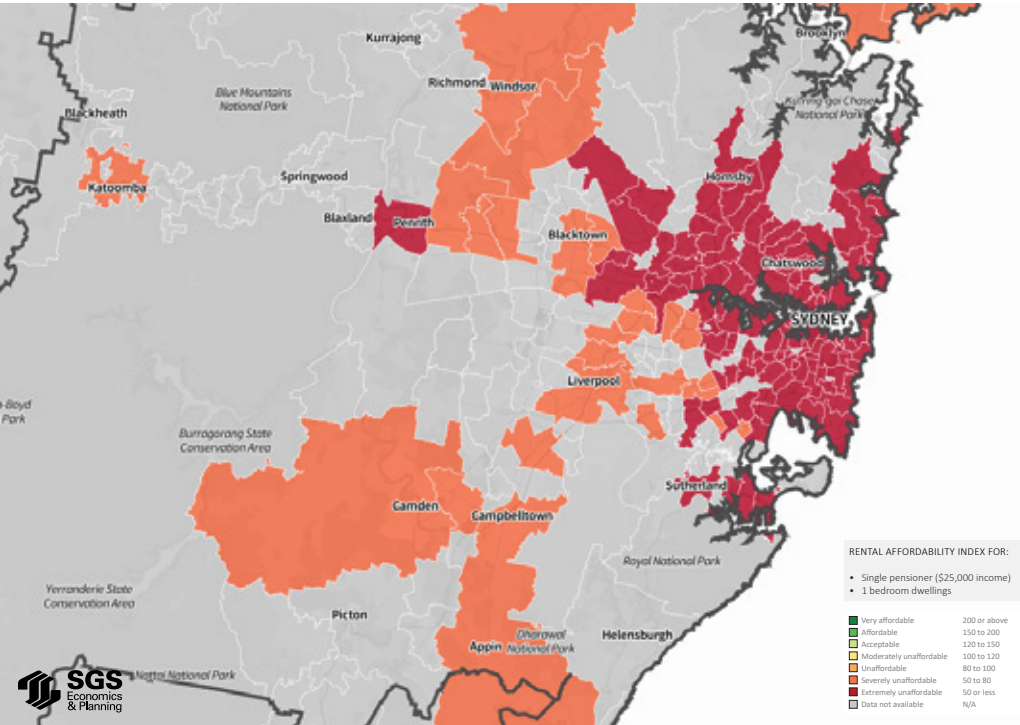 Kurrajong
Brooklyn
Richmond
Windsor
Blue Mountains
National Park
Ku-ring-gai Chase
National Park
Blackheath
Springwood
Hornsby
Katoomba
Blaxland
Penrith
Blacktown
Chatswood
SYDNEY
Liverpool
a-Boyd
Park
Burragorang State
Conservation Area
Sutherland
Camden
Campbelltown
Royal National Park
Yerranderie State
Conservation Area
Picton
Dharawal
National Park
Helensburgh
Appin
Nattai National Park
SGS
Economics
& Planning
RENTAL AFFORDABILITY INDEX FOR:
• Single pensioner ($25,000 income)
• 1 bedroom dwellings
Very affordable 200 or above
Affordable 150 to 200
Acceptable 120 to 150
Moderately unaffordable 100 to 120
Unaffordable 80 to 100
Severely unaffordable 50 to 80
Extremely unaffordable 50 or less
Data not available N/A